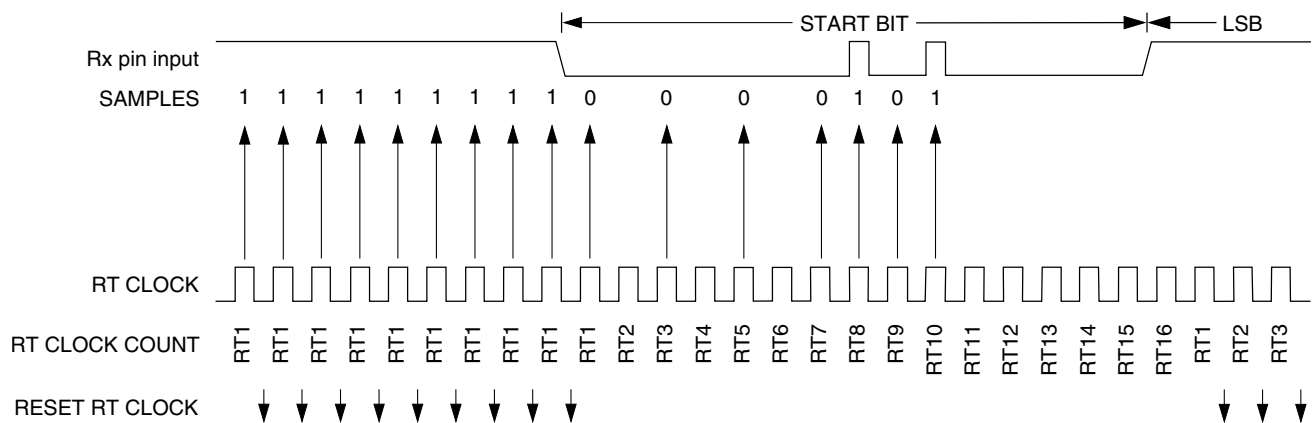 START BIT LSB
Rx pin input
SAMPLES 1 1 1 1 1 1 1 1 1 0 0 0 0 1 0 1
RT CLOCK
RT CLOCK COUNT RT1 RT1 RT1 RT1 RT1 RT1 RT1 RT1 RT1 RT1 RT2 RT3 RT4 RT5 RT6 RT7 RT8 RT9 RT10 RT11 RT12 RT13 RT14 RT15 RT16 RT1 RT2 RT3
RESET RT CLOCK